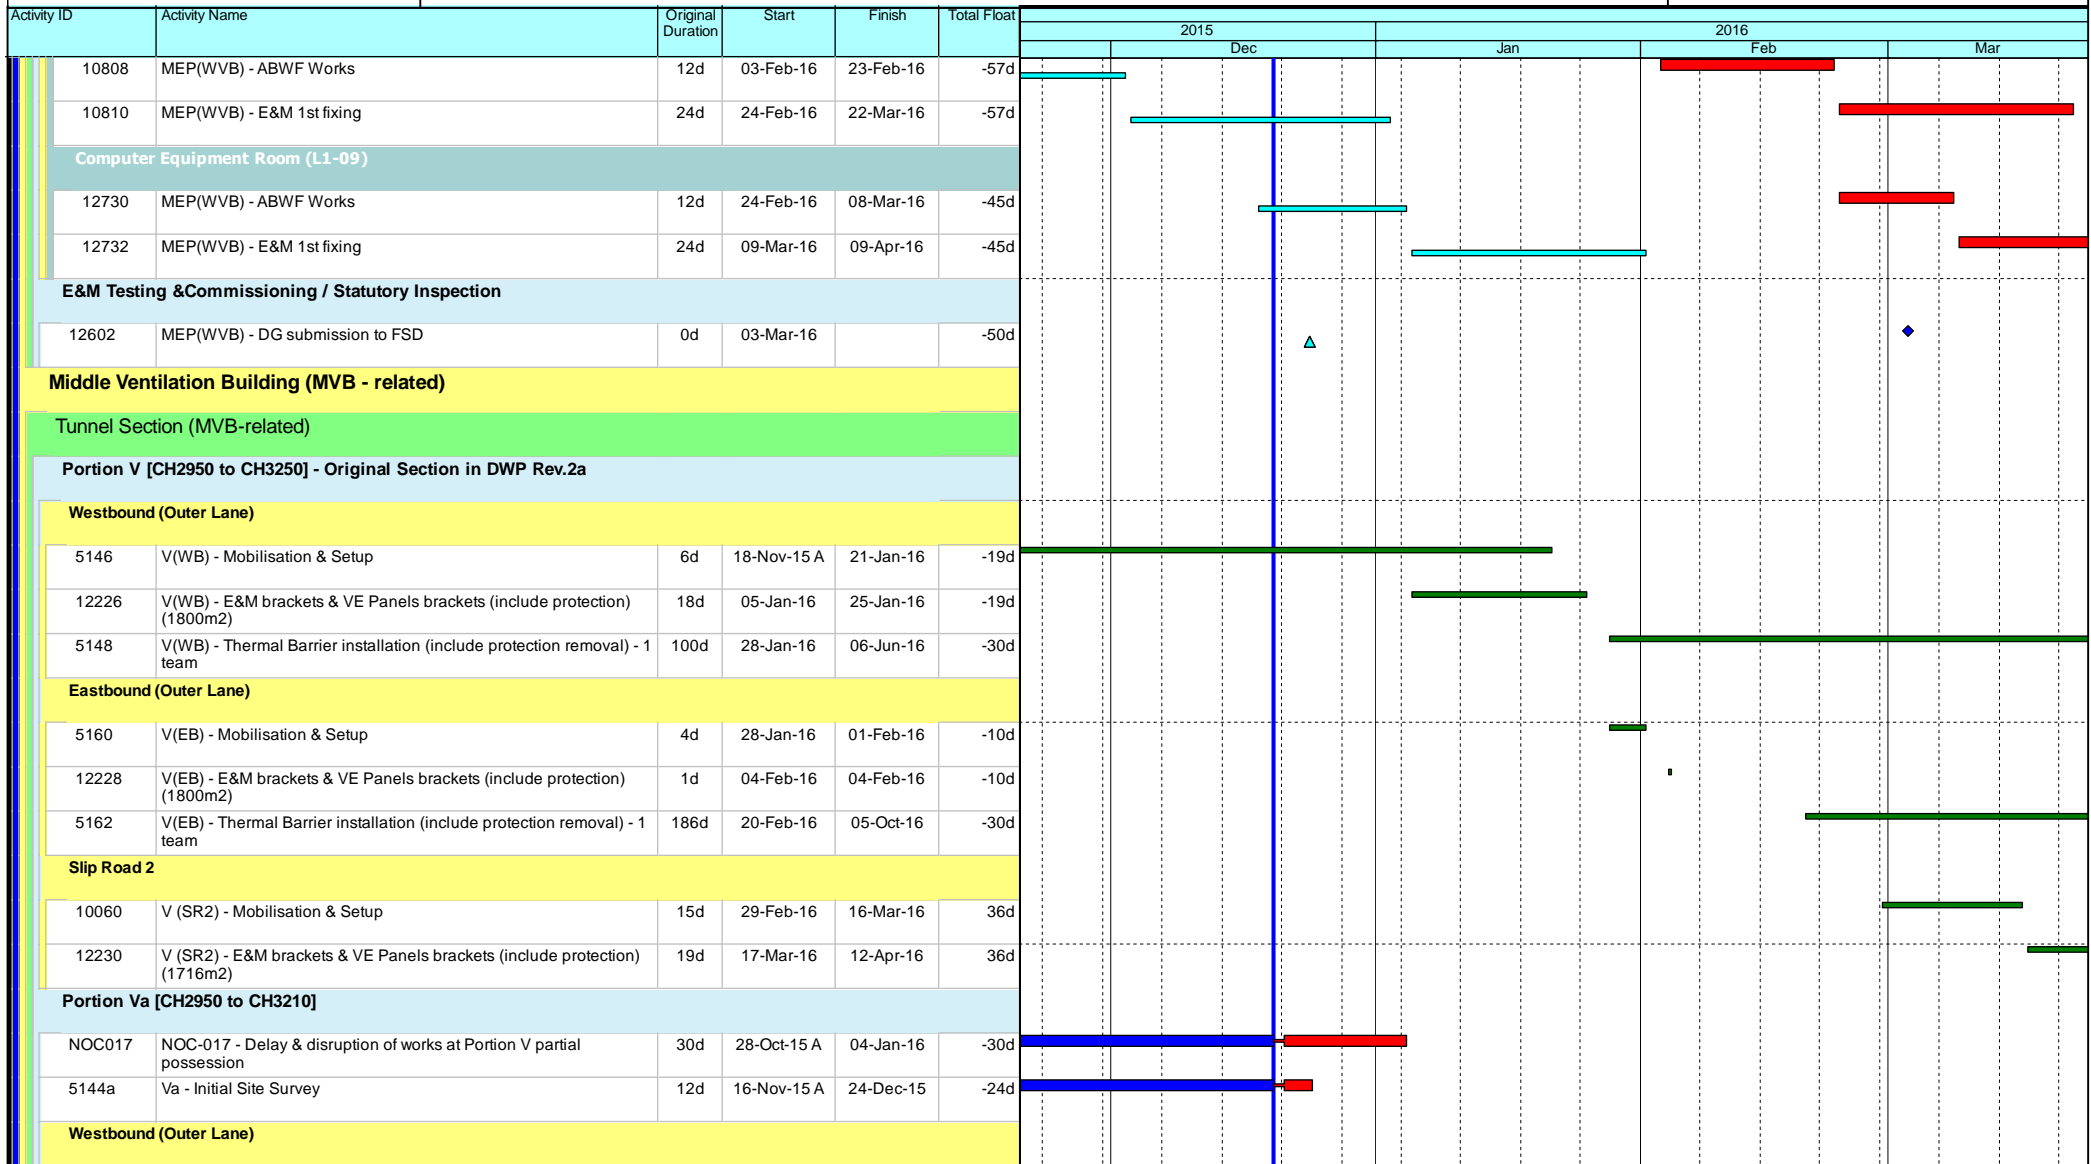 Activity ID Activity Name Original Duration Start Finish Total Float
2015 2016
Dec Jan Feb Mar
10808 MEP(WVB) - ABWF Works 12d 03-Feb-16 23-Feb-16 -57d
10810 MEP(WVB) - E&M 1st fixing 24d 24-Feb-16 22-Mar-16 -57d
Computer Equipment Room (L1-09)
12730 MEP(WVB) - ABWF Works 12d 24-Feb-16 08-Mar-16 -45d
12732 MEP(WVB) - E&M 1st fixing 24d 09-Mar-16 09-Apr-16 -45d
E&M Testing &Commissioning / Statutory Inspection
12602 MEP(WVB) - DG submission to FSD 0d 03-Mar-16 -50d
Middle Ventilation Building (MVB - related)
Tunnel Section (MVB-related)
Portion V [CH2950 to CH3250] - Original Section in DWP Rev.2a
Westbound (Outer Lane)
5146 V(WB) - Mobilisation & Setup 6d 18-Nov-15 A 21-Jan-16 -19d
12226 V(WB) - E&M brackets & VE Panels brackets (include protection) 18d 05-Jan-16 25-Jan-16 -19d
(1800m2)
5148 V(WB) - Thermal Barrier installation (include protection removal) - 1 100d 28-Jan-16 06-Jun-16 -30d
team
Eastbound (Outer Lane)
5160 V(EB) - Mobilisation & Setup 4d 28-Jan-16 01-Feb-16 -10d
12228 V(EB) - E&M brackets & VE Panels brackets (include protection) 1d 04-Feb-16 04-Feb-16 -10d
(1800m2)
5162 V(EB) - Thermal Barrier installation (include protection removal) - 1 186d 20-Feb-16 05-Oct-16 -30d
team
Slip Road 2
10060 V (SR2) - Mobilisation & Setup 15d 29-Feb-16 16-Mar-16 36d
12230 V (SR2) - E&M brackets & VE Panels brackets (include protection) 19d 17-Mar-16 12-Apr-16 36d
(1716m2)
Portion Va [CH2950 to CH3210]
NOC017 NOC-017 - Delay & disruption of works at Portion V partial 30d 28-Oct-15 A 04-Jan-16 -30d
possession
5144a Va - Initial Site Survey 12d 16-Nov-15 A 24-Dec-15 -24d
Westbound (Outer Lane)